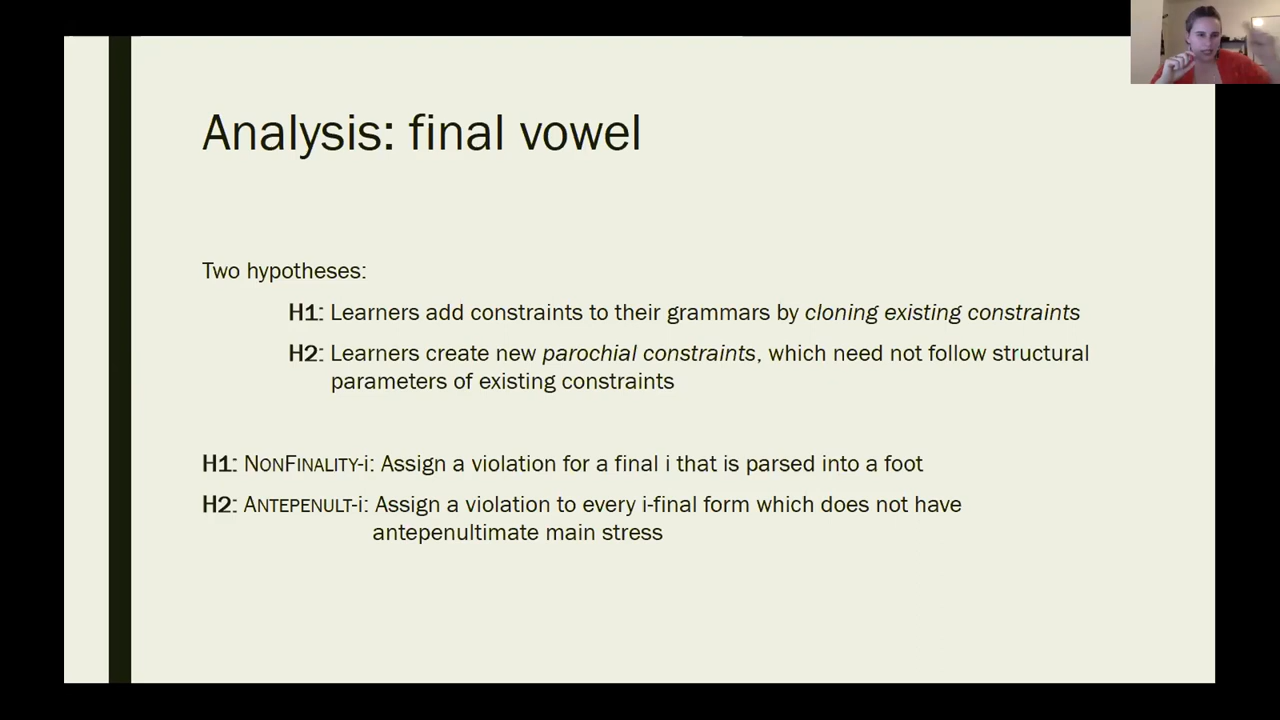 Analysis: final vowel
Two hypotheses:
H1: Learners add constraints to their grammars by cloning existing constraints
H2: Learners create new parochial constraints, which need not follow structural
parameters of existing constraints
H1: NONFINALITY-i: Assign a violation for a final i that is parsed into a foot
H2: ANTEPENULT-i: Assign a violation to every i-final form which does not have
antepenultimate main stress